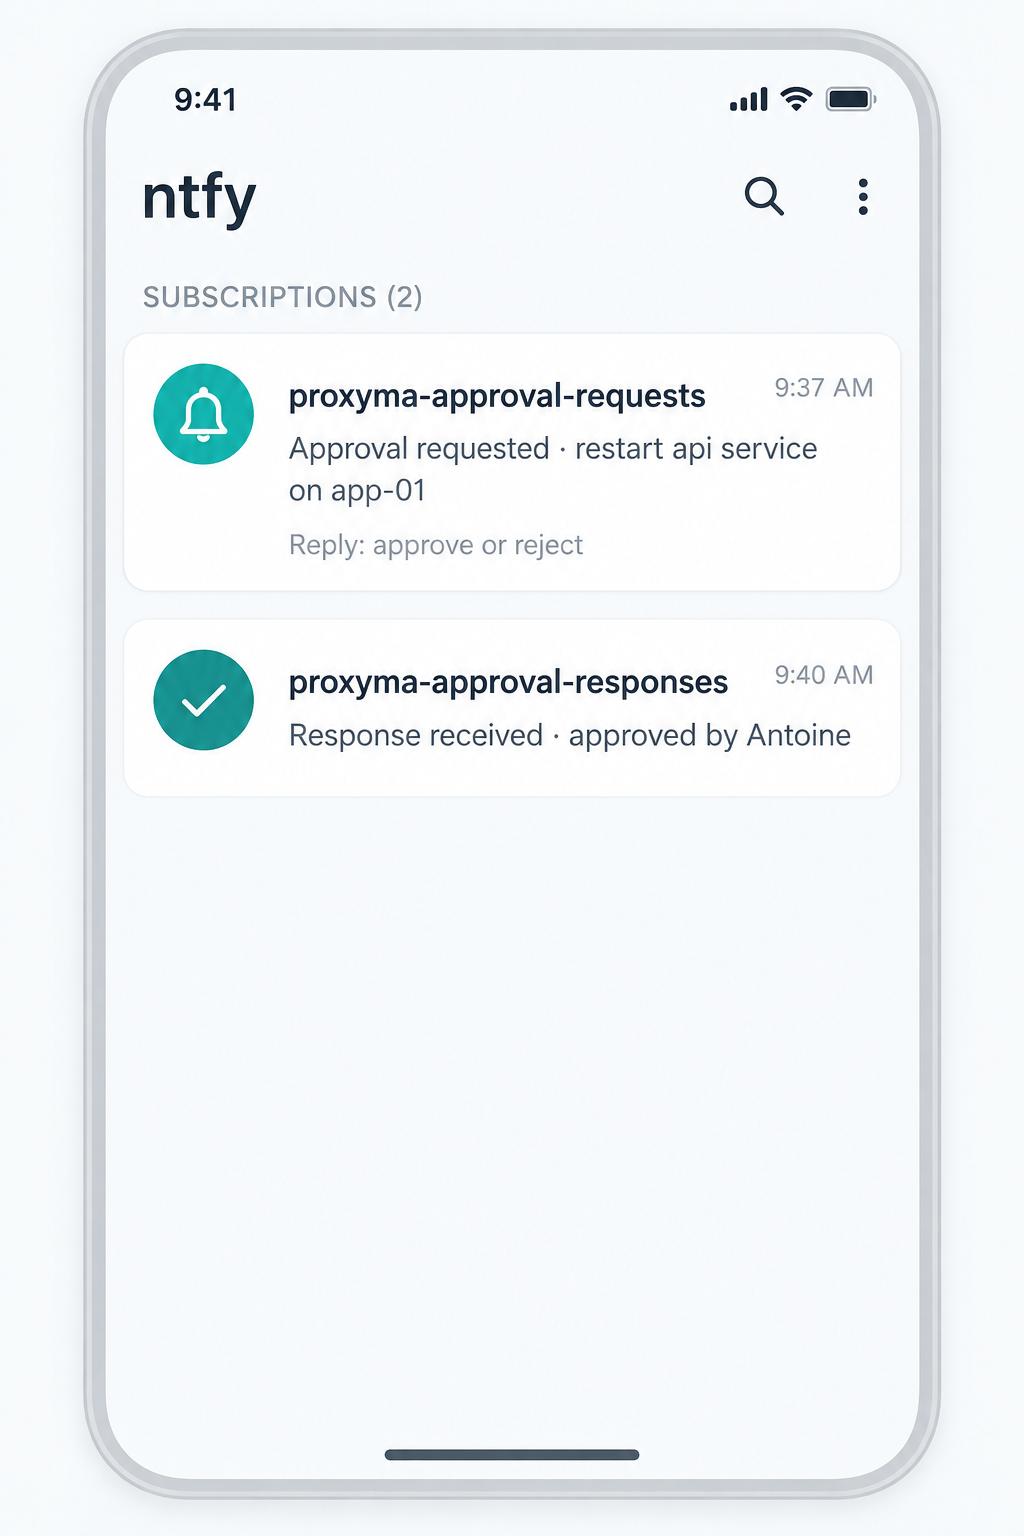 9:41
ntfy
SUBSCRIPTIONS (2)
proxyma-approval-requests
9:37 AM
Approval requested · restart api service
on app-01
Reply: approve or reject
proxyma-approval-responses
9:40 AM
Response received · approved by Antoine